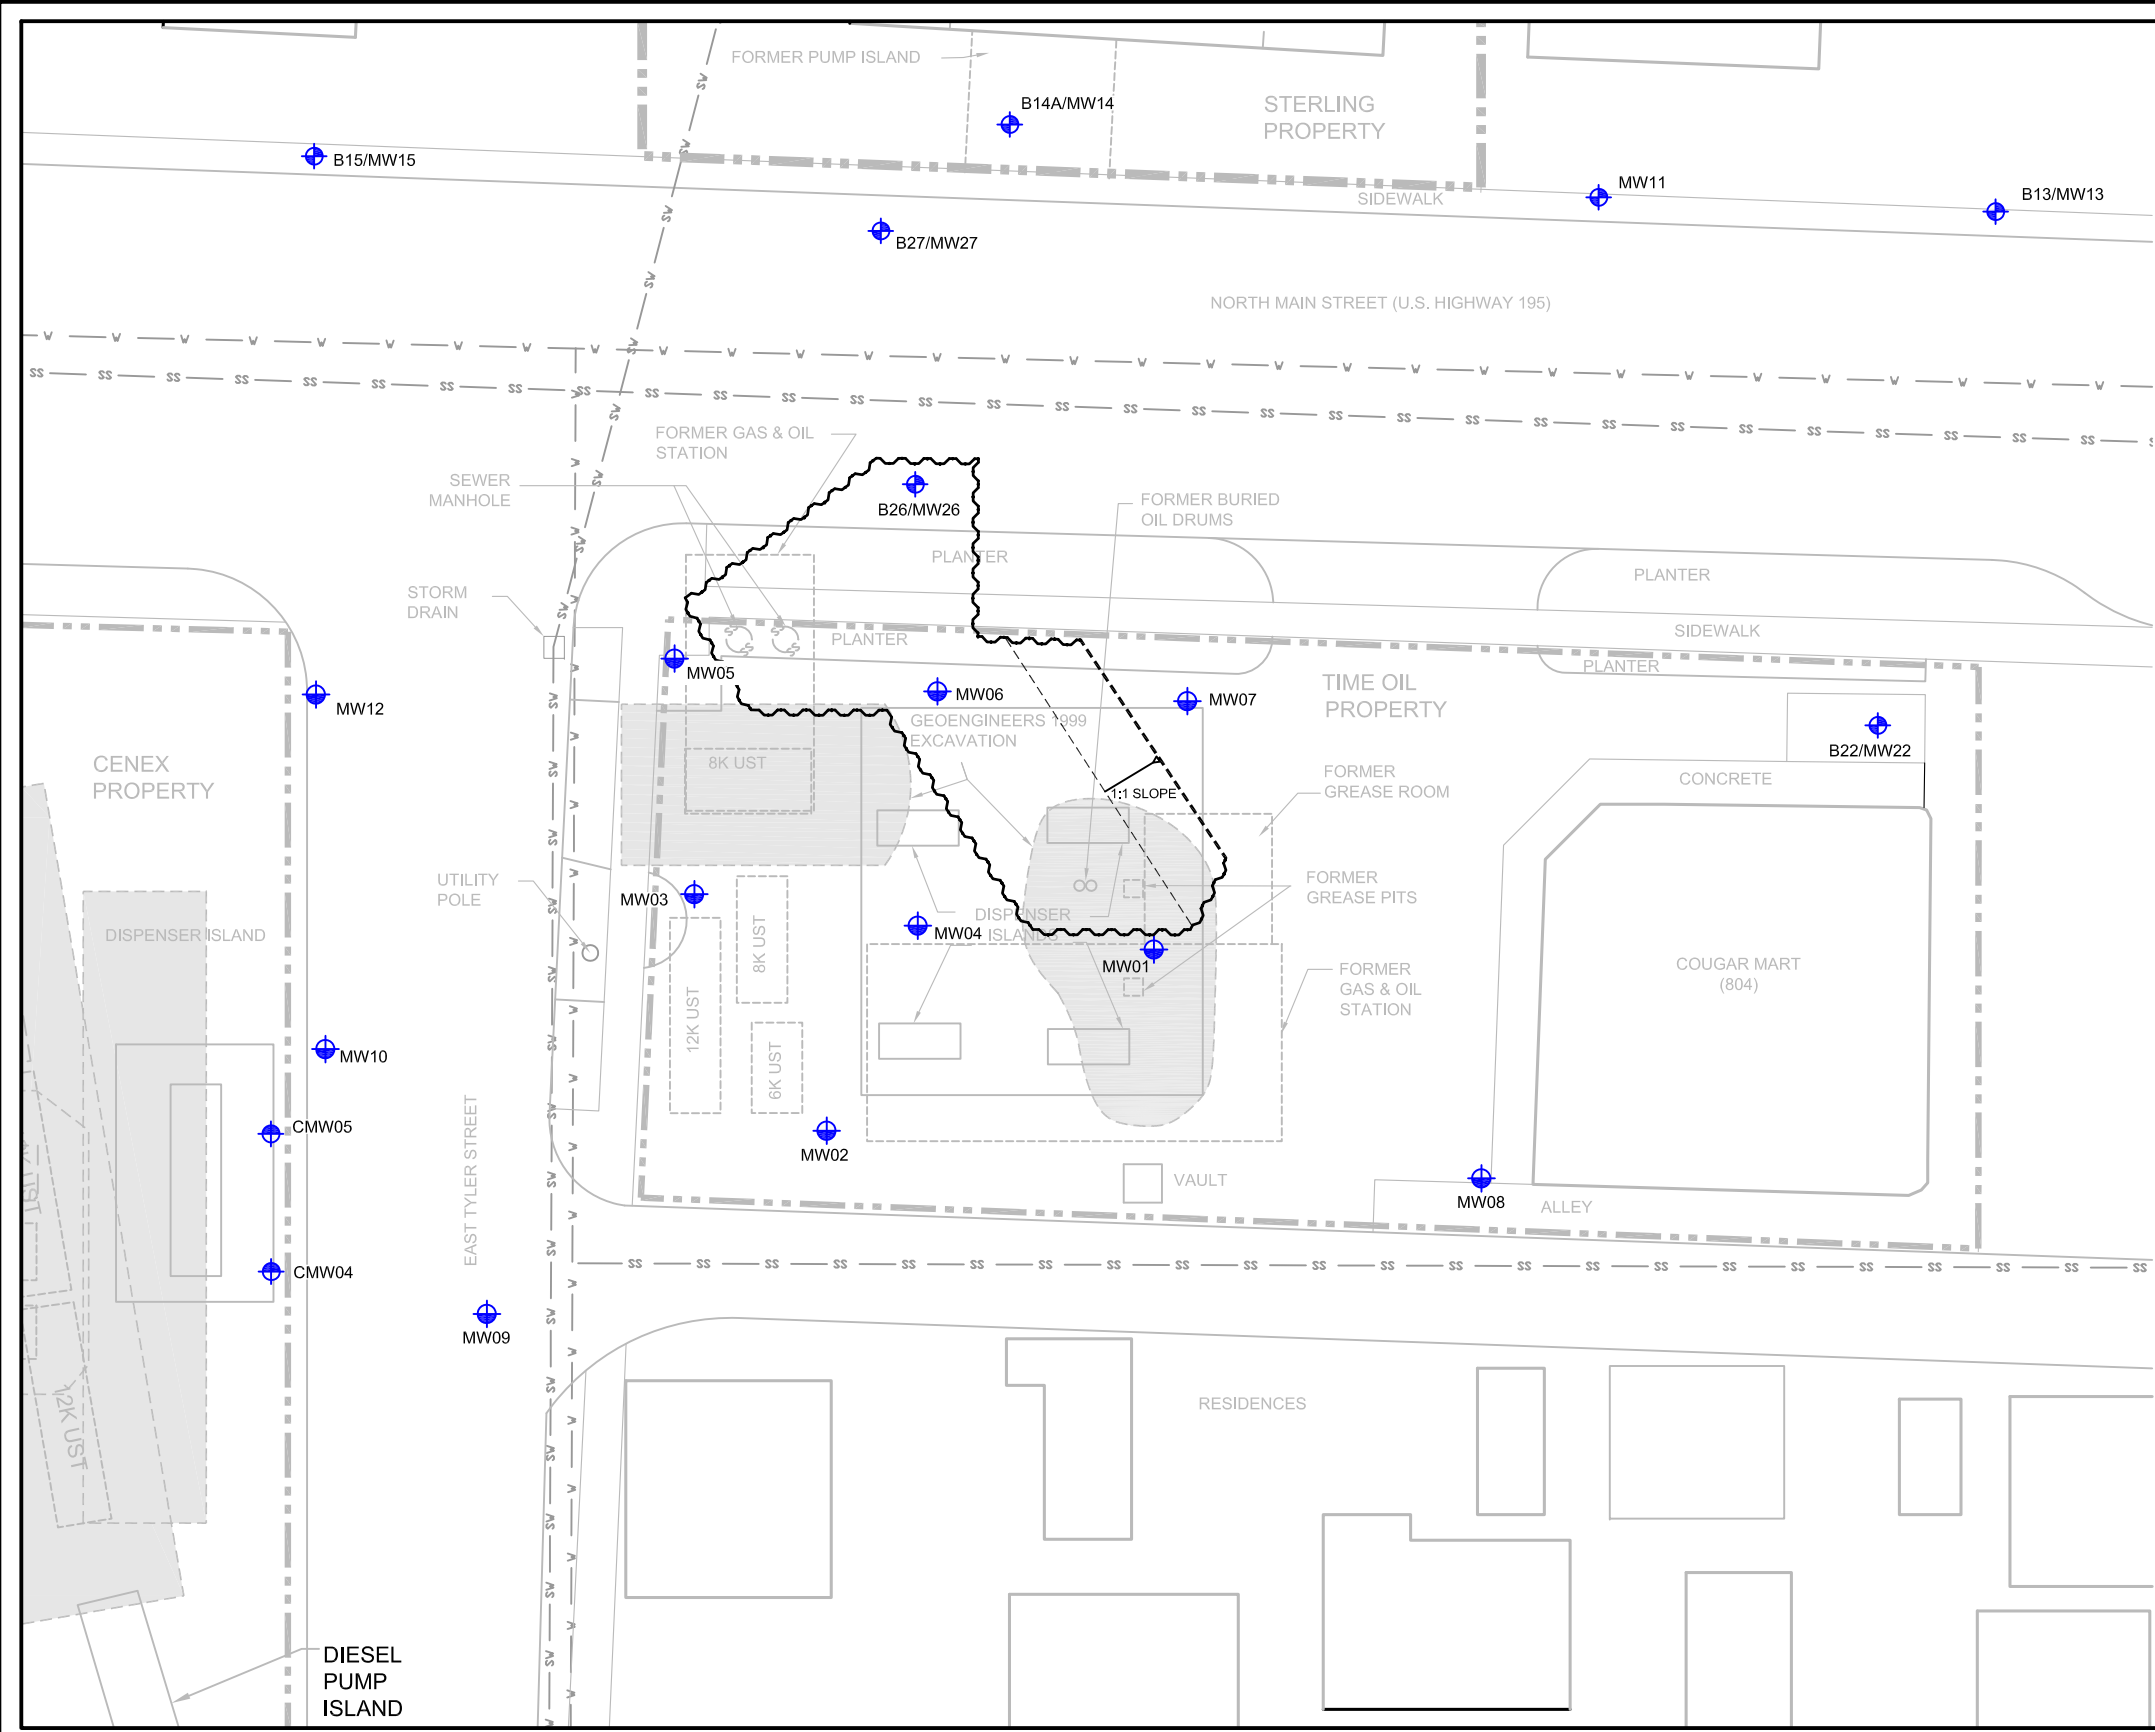 FORMER PUMP ISLAND
B14A/MW14
STERLING
PROPERTY
B15/MW15
MW11
B13/MW13
SIDEWALK
B27/MW27
NORTH MAIN STREET (U.S. HIGHWAY 195)
FORMER GAS & OIL
STATION
SEWER
MANHOLE
B26/MW26
FORMER BURIED
OIL DRUMS
PLANTER
PLANTER
STORM
DRAIN
PLANTER
SIDEWALK
PLANTER
MW05
MW06
MW07
TIME OIL
PROPERTY
MW12
GEOENGINEERS 1999
EXCAVATION
B22/MW22
CENEX
PROPERTY
8K UST
1:1 SLOPE
FORMER
GREASE ROOM
CONCRETE
UTILITY
POLE
MW03
FORMER
GREASE PITS
DISPENSER ISLAND
8K UST
MW04
DISPENSER
ISLANDS
MW01
COUGAR MART
(804)
FORMER
GAS & OIL
STATION
12K UST
6K UST
MW10
CMW05
EAST TYLER STREET
MW02
VAULT
MW08
ALLEY
CMW04
MW09
RESIDENCES
12K UST
DIESEL
PUMP
ISLAND